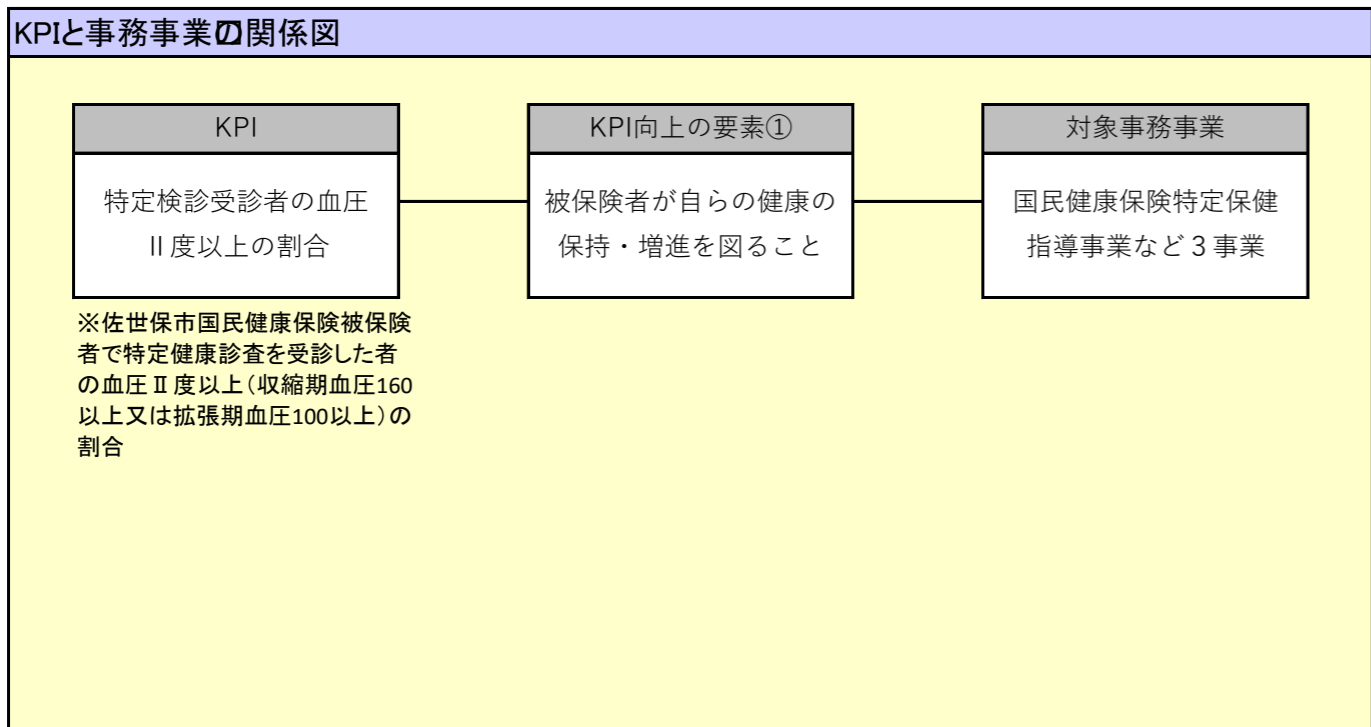 KPIと事務事業の関係図
KPI
特定検診受診者の血圧
Ⅱ度以上の割合
※佐世保市国民健康保険被保険
者で特定健康診査を受診した者
の血圧Ⅱ度以上（収縮期血圧160
以上又は拡張期血圧100以上）の
割合
KPI向上の要素①
被保険者が自らの健康の
保持・増進を図ること
対象事務事業
国民健康保険特定保健
指導事業など３事業